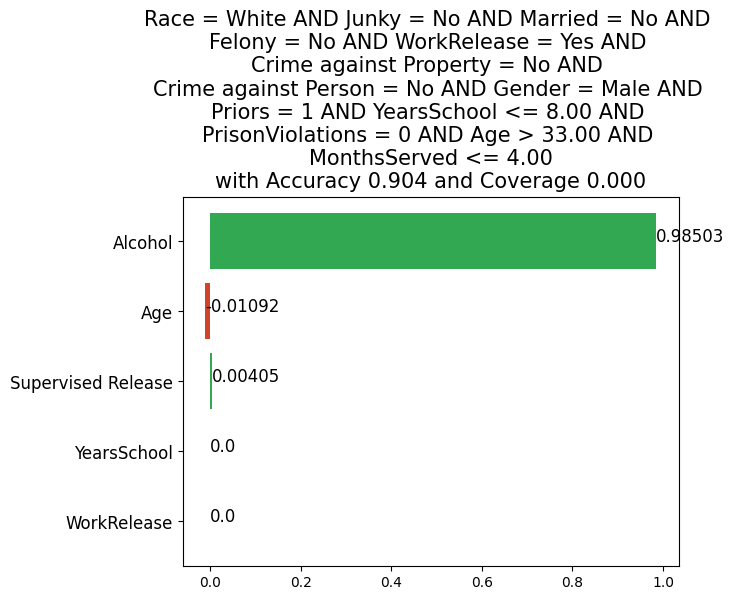 Race = White AND Junky = No AND Married = No AND
Felony = No AND WorkRelease = Yes AND
Crime against Property = No AND
Crime against Person = No AND Gender = Male AND
Priors = 1 AND YearsSchool <= 8.00 AND
PrisonViolations = 0 AND Age > 33.00 AND
MonthsServed <= 4.00
with Accuracy 0.904 and Coverage 0.000
Alcohol
0.98503
Age
-0.01092
Supervised Release
0.00405
YearsSchool
0.0
WorkRelease
0.0
0.0 0.2 0.4 0.6 0.8 1.0